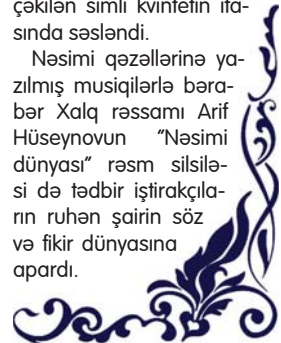 çəkilən simli kvintetin ifa-
sında səsləndi.
Nəsimi qəzəllərinə ya-
zılmış musiqilərlə bəra-
bər Xalq rəssamı Arif
Hüseynovun "Nəsimi
dünyası" rəsm silsilə-
si də tədbir iştirakçıla-
rın ruhən şairin söz
və fikir dünyasına
apardı.